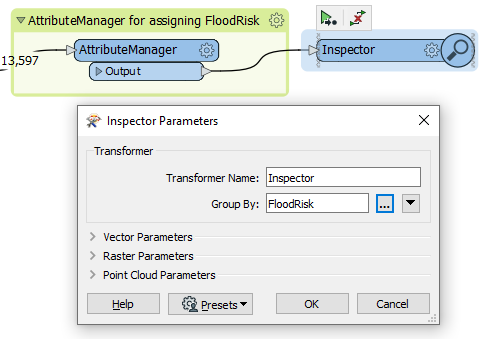 AttributeManager for assigning FloodRisk
13,597
AttributeManager
Output
Inspector
Inspector Parameters
Transformer
Transformer Name: Inspector
Group By: FloodRisk ...
Vector Parameters
Raster Parameters
Point Cloud Parameters
Help Presets OK Cancel